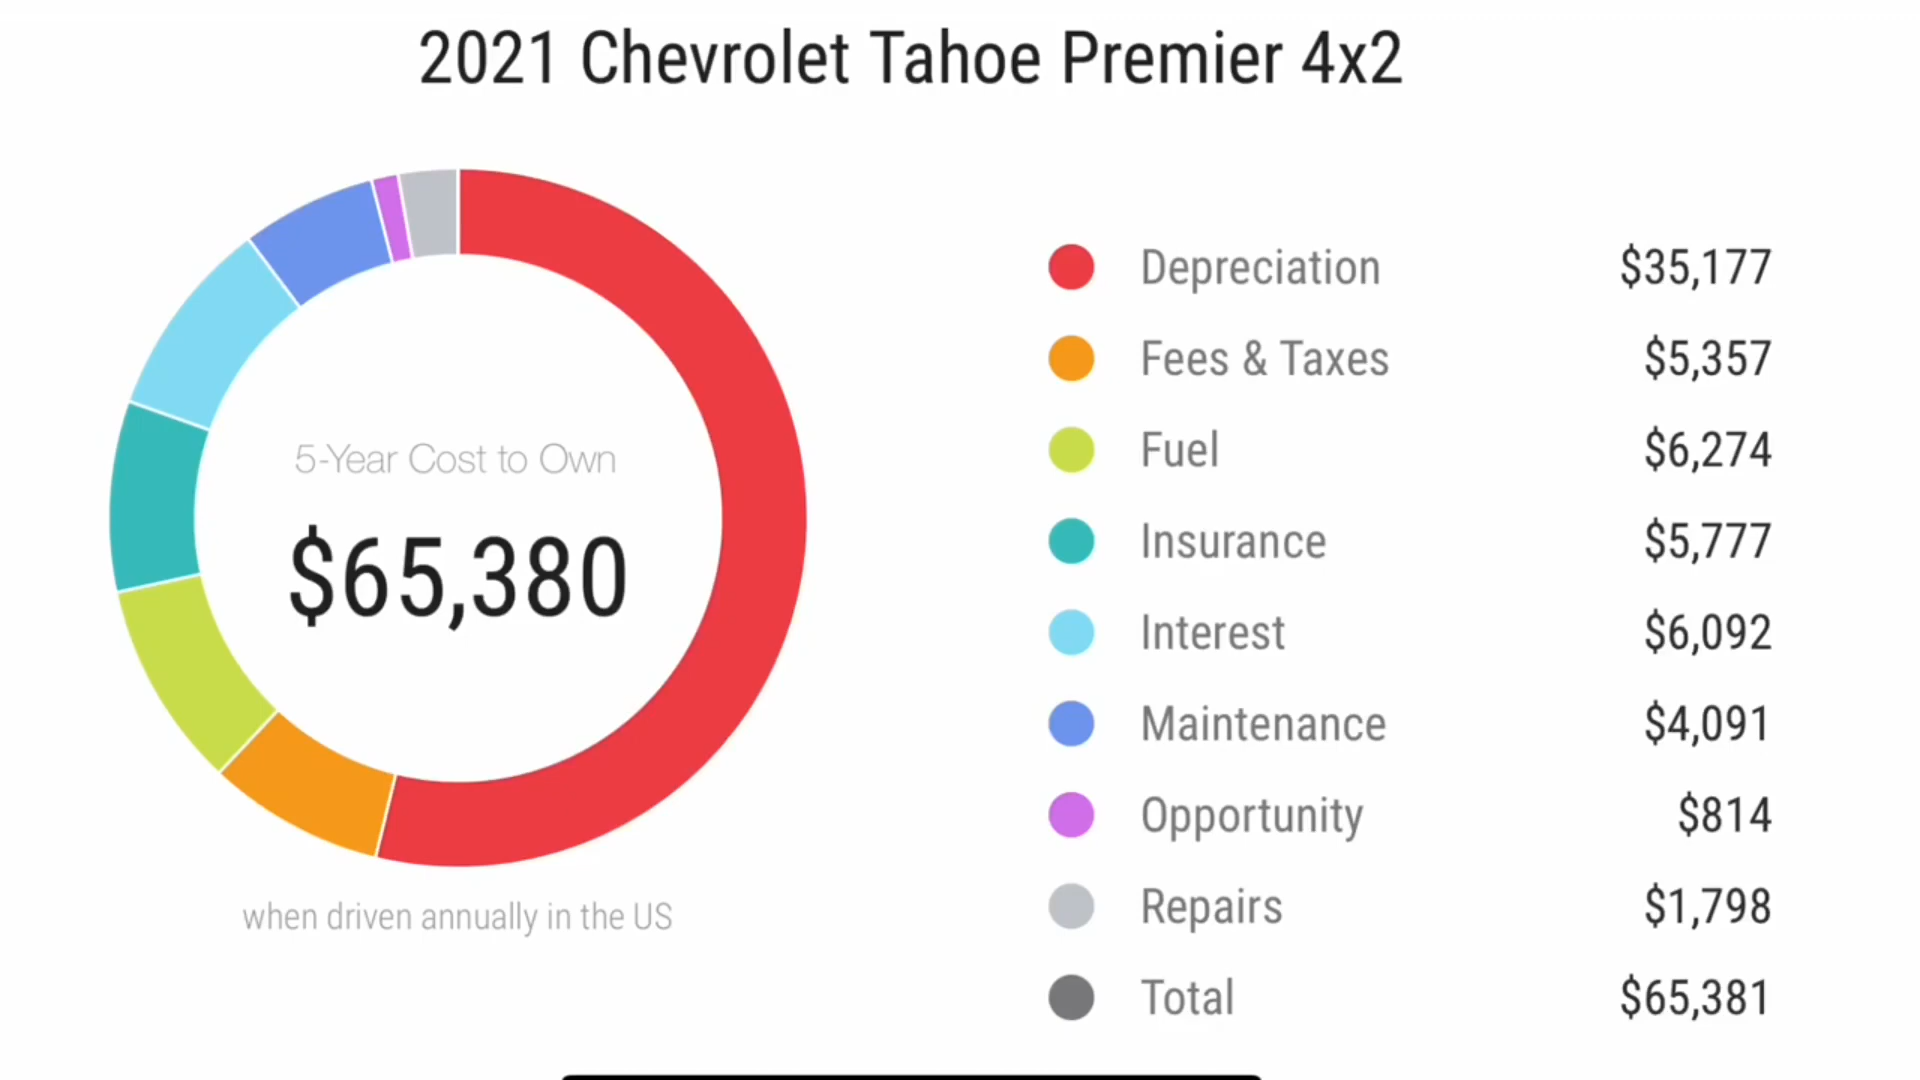 2021 Chevrolet Tahoe Premier 4x2
5-Year Cost to Own
$65,380
when driven annually in the US
Depreciation $35,177
Fees & Taxes $5,357
Fuel $6,274
Insurance $5,777
Interest $6,092
Maintenance $4,091
Opportunity $814
Repairs $1,798
Total $65,381